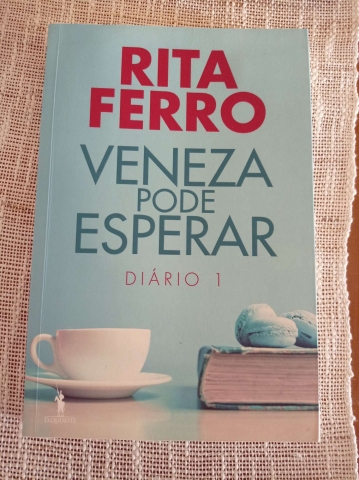 RITA
FERRO
VENEZA
PODE
ESPERAR
DIÁRIO 1